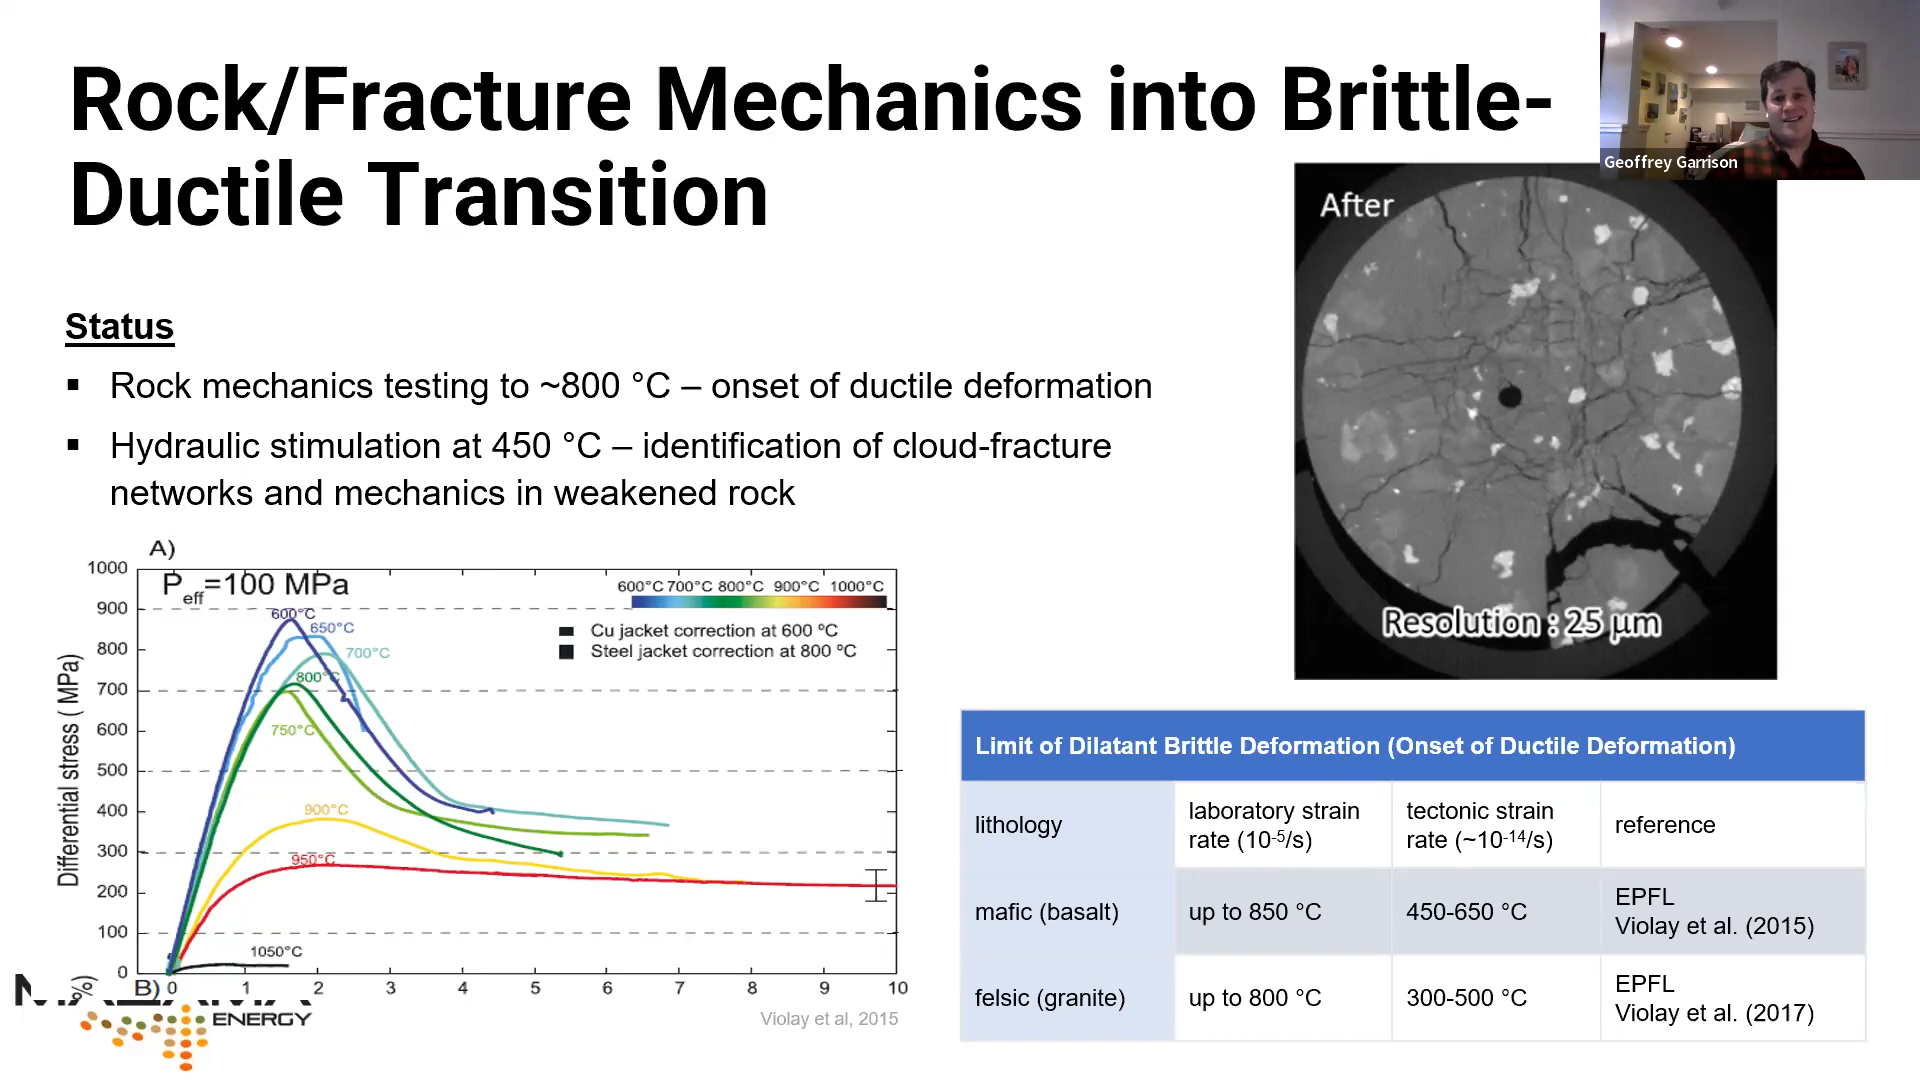 Rock/Fracture Mechanics into Brittle-
Ductile Transition
Geoffrey Garrison
After
Resolution : 25 µm
Status
▪ Rock mechanics testing to ~800 °C – onset of ductile deformation
▪ Hydraulic stimulation at 450 °C – identification of cloud-fracture
networks and mechanics in weakened rock
A)
Peff=100 MPa
600°C 700°C 800°C 900°C 1000°C
Cu jacket correction at 600 ºC
Steel jacket correction at 800 ºC
Differential stress ( MPa)
1000
900
800
700
600
500
400
300
200
100
0
600°C
650°C
700°C
800°C
750°C
900°C
950°C
1050°C
%)
B) 0 1 2 3 4 5 6 7 8 9 10
Violay et al, 2015
ENERGY
Limit of Dilatant Brittle Deformation (Onset of Ductile Deformation)
lithology
laboratory strain
rate (10-5/s)
tectonic strain
rate (~10-14/s)
reference
mafic (basalt)
up to 850 °C
450-650 °C
EPFL
Violay et al. (2015)
felsic (granite)
up to 800 °C
300-500 °C
EPFL
Violay et al. (2017)